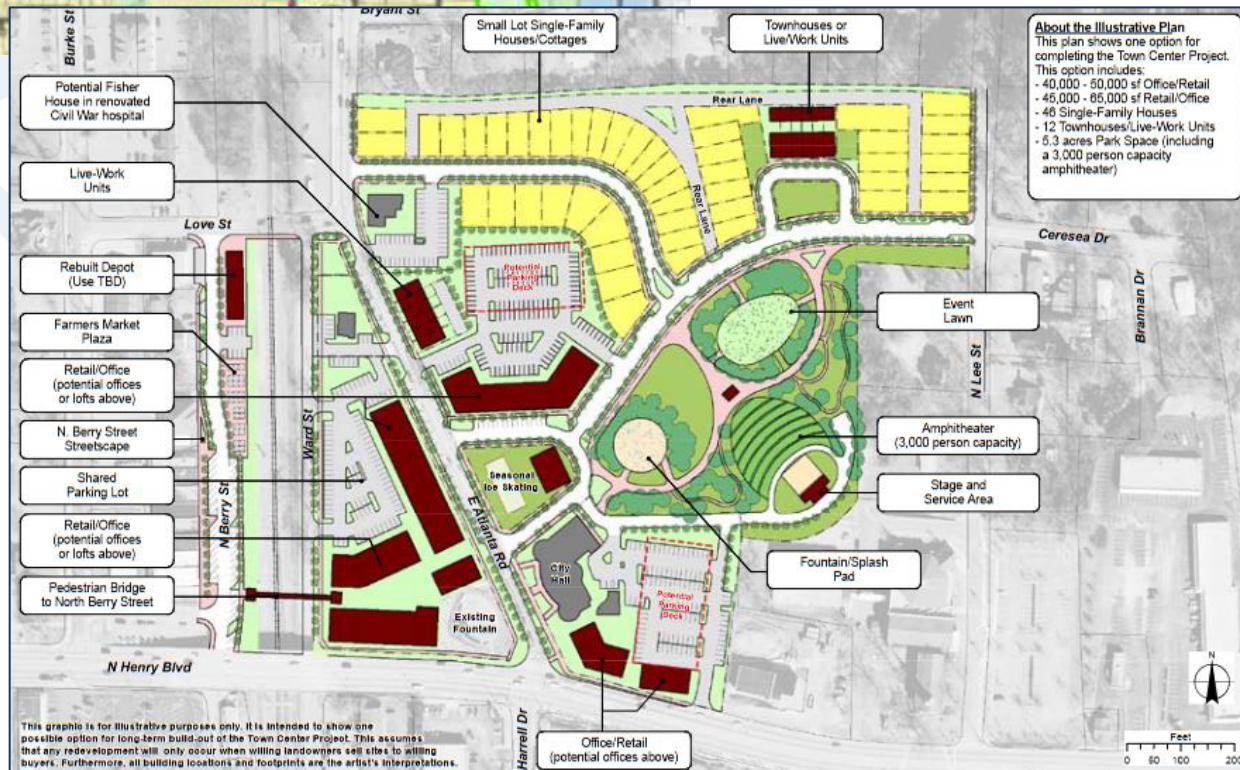 Bryant St
Burke St
Small Lot Single-Family
Houses/Cottages
Townhouses or
Live/Work Units
About the Illustrative Plan
This plan shows one option for
completing the Town Center Project.
This option includes:
- 40,000 - 50,000 sf Office/Retail
- 45,000 - 65,000 sf Retail/Office
- 46 Single-Family Houses
- 12 Townhouses/Live-Work Units
- 5.3 acres Park Space (including
a 3,000 person capacity
amphitheater)
Potential Fisher
House in renovated
Civil War hospital
Live-Work
Units
Love St
Rebuilt Depot
(Use TBD)
Farmers Market
Plaza
Retail/Office
(potential offices
or lofts above)
N. Berry Street
Streetscape
Shared
Parking Lot
Retail/Office
(potential offices
or lofts above)
Pedestrian Bridge
to North Berry Street
Rear Lane
Rear Lane
Potential
Parking
Deck
Ceresea Dr
Brannan Dr
N Lee St
Event
Lawn
Amphitheater
(3,000 person capacity)
Stage and
Service Area
Fountain/Splash
Pad
Ward St
N Berry St
E Atlanta Rd
Seasonal
Ice Skating
City
Hall
Potential
Parking
Deck
Existing
Fountain
N Henry Blvd
Harrell Dr
Office/Retail
(potential offices above)
This graphic is for illustrative purposes only. It is intended to show one
possible option for long-term build-out of the Town Center Project. This assumes
that any redevelopment will only occur when willing landowners sell sites to willing
buyers. Furthermore, all building locations and footprints are the artist's interpretations.
N
Feet
0 50 100 200